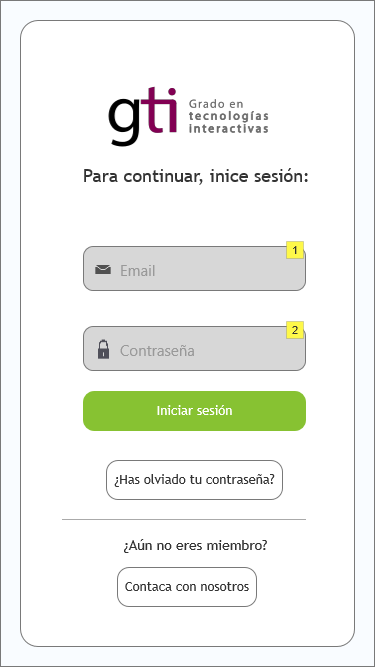 gti
Grado en
tecnologías
interactivas
Para continuar, inice sesión:
1
Email
2
Contraseña
Iniciar sesión
¿Has olvidado tu contraseña?
¿Aún no eres miembro?
Contaca con nosotros